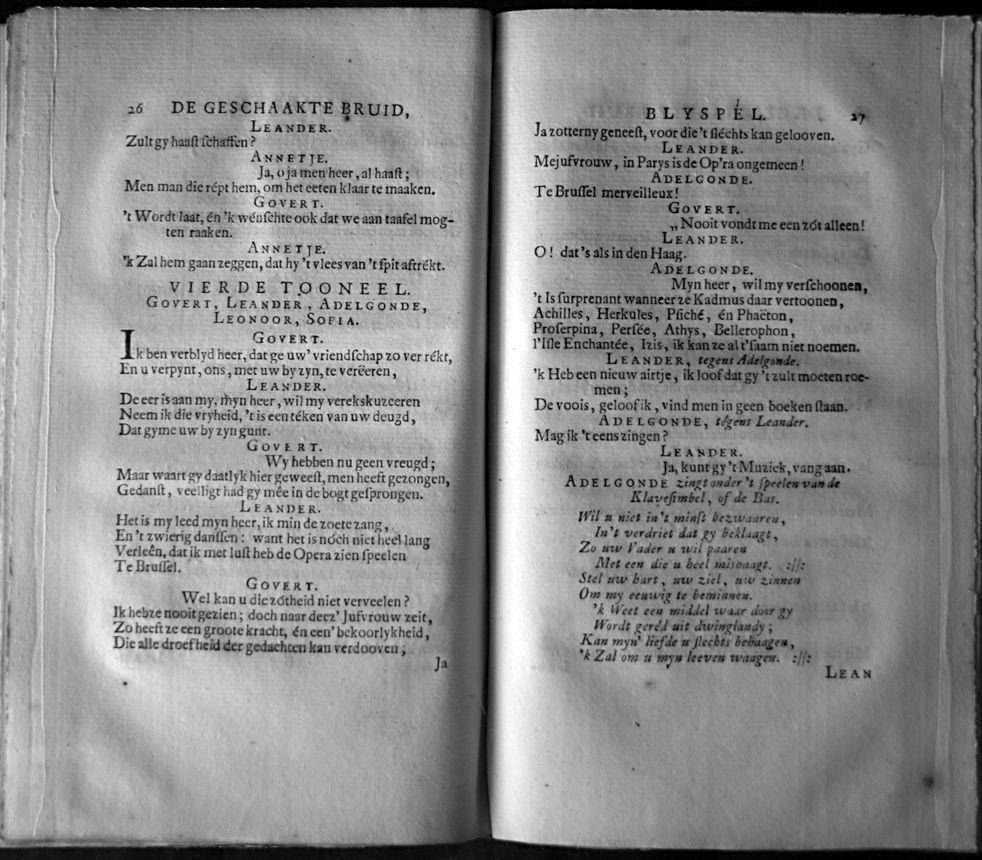 26 DE GESCHAAKTE BRUID,
LEANDER.
Zult gy haaſt ſchaffen?
ANNETJE.
Ja, o ja men heer, al haaſt;
Men man die répt hem, om het eeten klaar te maaken.
GOVERT.
't Wordt laat, én 'k wénſchte ook dat we aan taafel mog-
ten raaken.
ANNETJE.
'k Zal hem gaan zeggen, dat hy 't vlees van 't ſpit aftrékt.
VIERDE TOONEEL.
GOVERT, LEANDER, ADELGONDE,
LEONOOR, SOFIA.
GOVERT.
Ik ben verblyd heer, dat ge uw' vriendſchap zo ver rékt,
En u verpynt, ons, met uw by zyn, te veréeren,
LEANDER.
De eer is aan my, myn heer, wil my verekskuzeeren
Neem ik die vryheid, 't is een téken van uw deugd,
Dat gy me uw by zyn gunt.
GOVERT.
Wy hebben nu geen vreugd;
Maar waart gy daatlyk hier geweeſt, men heeft gezongen,
Gedanſt, veelligt had gy mêe in de bogt geſprongen.
LEANDER.
Het is my leed myn heer, ik min de zoete zang,
En 't zwierig danſſen: want het is nóch niet heel lang
Verleên, dat ik met luſt heb de Opera zien ſpeelen
Te Bruſſel.
GOVERT.
Wel kan u die zótheid niet verveelen?
Ik heb ze nooit gezien; doch naar deez' Jufvrouw zeit,
Zo heeft ze een groote kracht, én een' bekoorlykheid,
Die alle droefheid der gedachten kan verdooven;
Ja
BLYSPÉL. 27
Ja zotterny geneeſt, voor die 't ſléchts kan gelooven.
LEANDER.
Mejufvrouw, in Parys is de Op'ra ongemeen!
ADELGONDE.
Te Bruſſel merveilleux!
GOVERT.
„ Nooit vondt me een zót alleen!
LEANDER.
O! dat 's als in den Haag.
ADELGONDE.
Myn heer, wil my verſchoonen,
't Is ſurprenant wanneer ze Kadmus daar vertoonen,
Achilles, Herkules, Pſiché, én Phaëton,
Proſerpina, Perſée, Athys, Bellerophon,
l'Iſle Enchantée, Izis, ik kan ze al t'ſaam niet noemen.
LEANDER, tegens Adelgonde.
'k Heb een nieuw airtje, ik loof dat gy 't zult moeten roe-
men;
De voois, geloof ik, vind men in geen boeken ſtaan.
ADELGONDE, tégens Leander.
Mag ik 't eens zingen?
LEANDER.
Ja, kunt gy 't Muziek, vang aan.
ADELGONDE zingt onder 't ſpeelen van de
Klaveſimbel, of de Bas.
Wil u niet in 't minſt bezwaaren,
In 't verdriet dat gy beklaagt,
Zo uw Vader u wil paaren
Met een die u heel mishaagt. ://:
Stel uw hart, uw ziel, uw zinnen
Om my eeuwig te beminnen.
'k Weet een middel waar door gy
Wordt geréd uit dwinglandy;
Kan myn' liefde u ſlechts behaagen,
'k Zal om u myn leeven waagen. ://:
LEAN